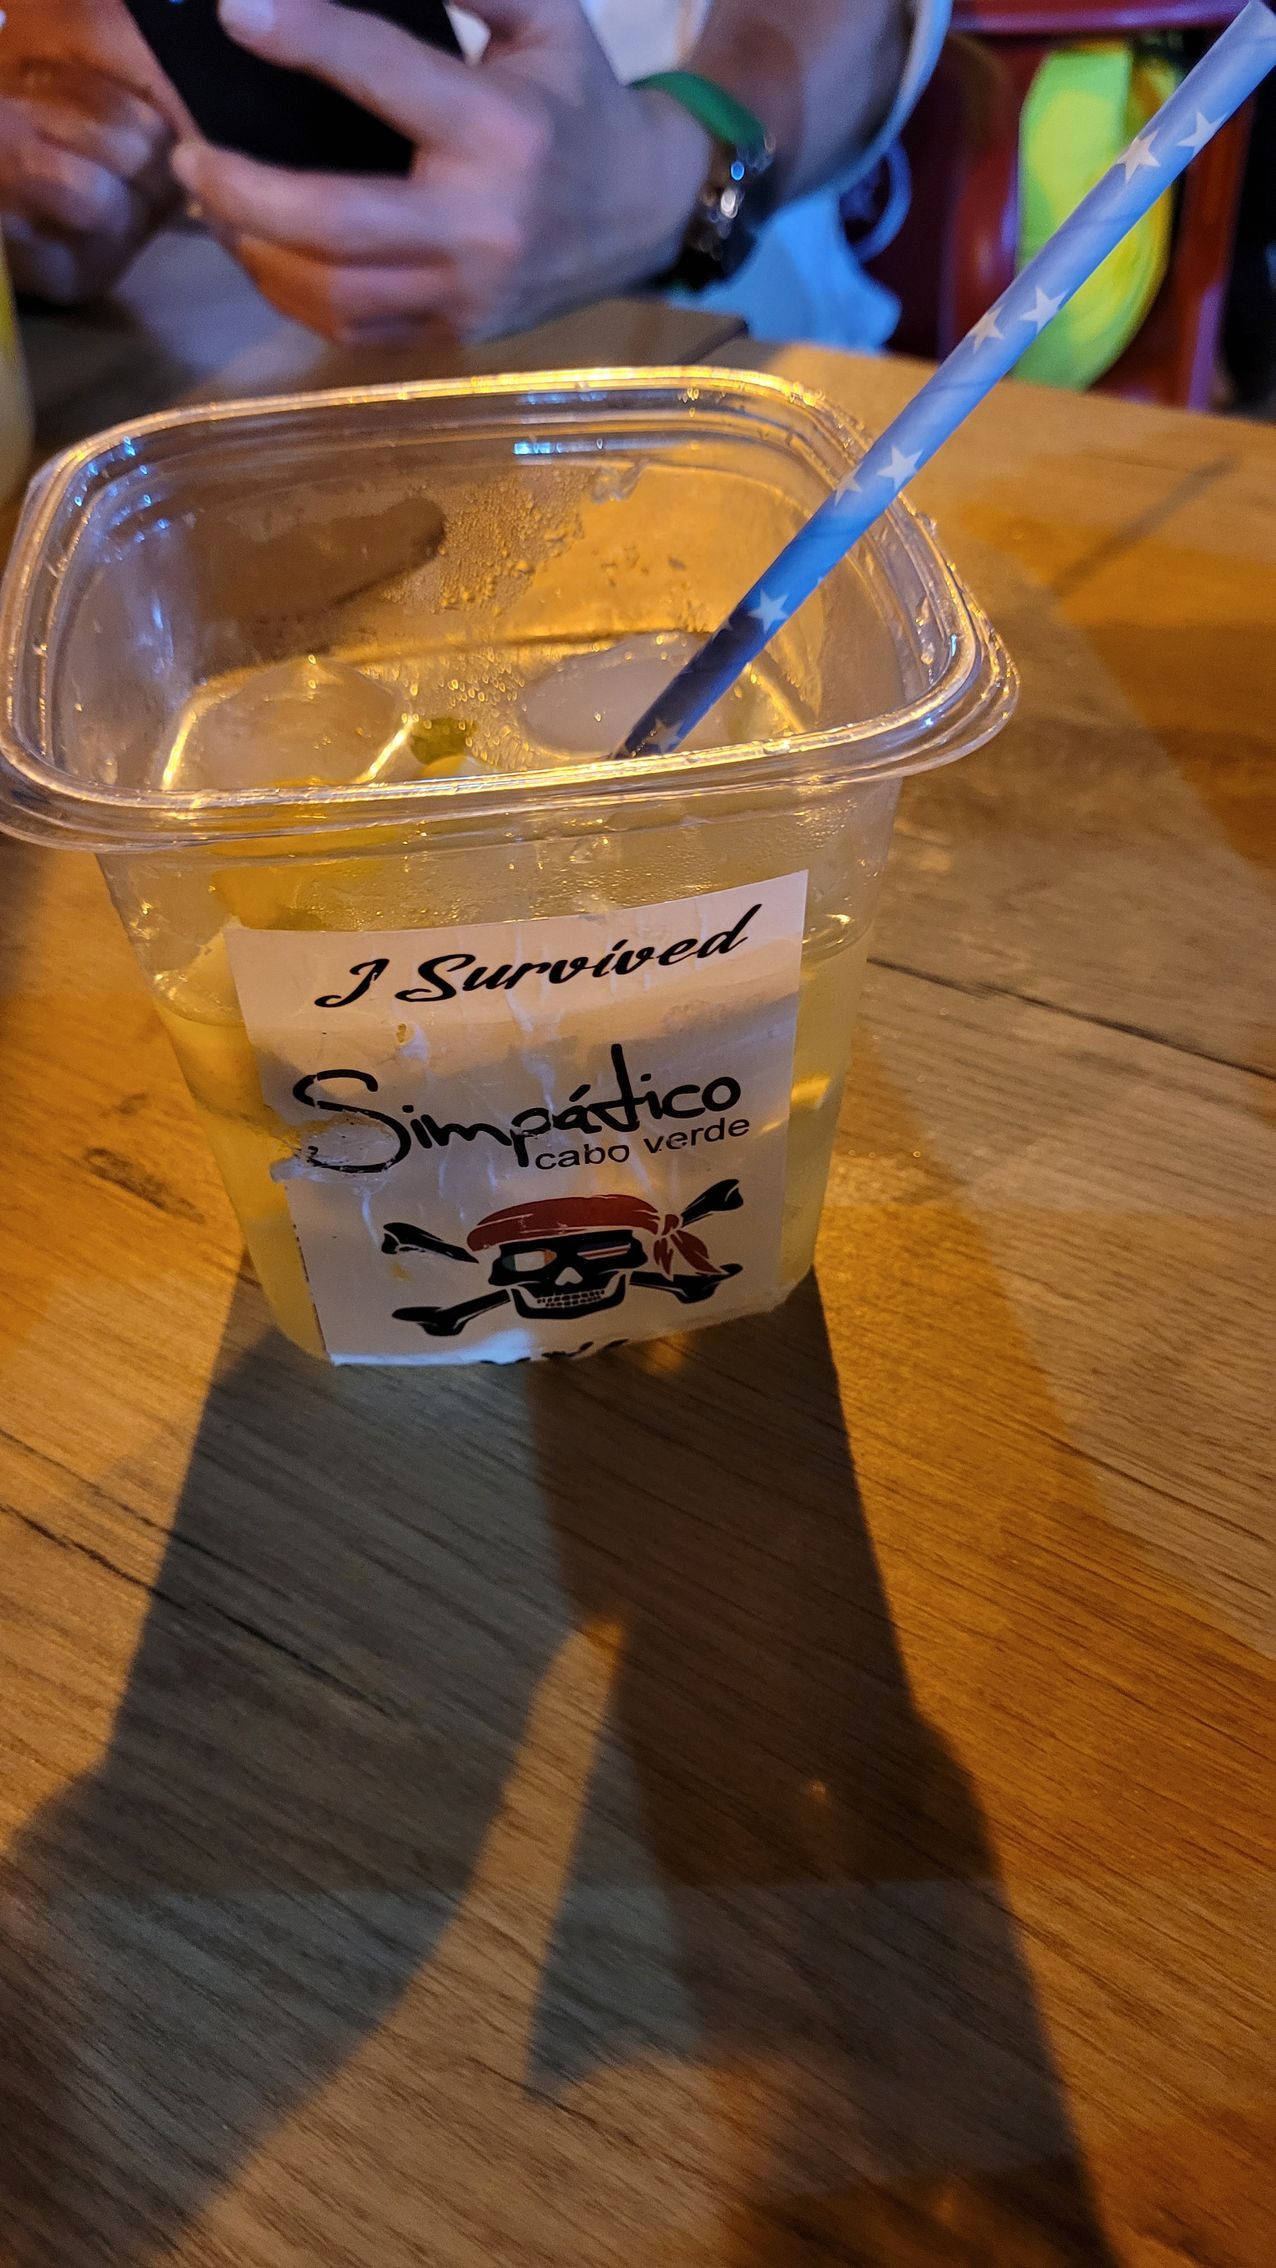 I Survived
Simpático
cabo verde